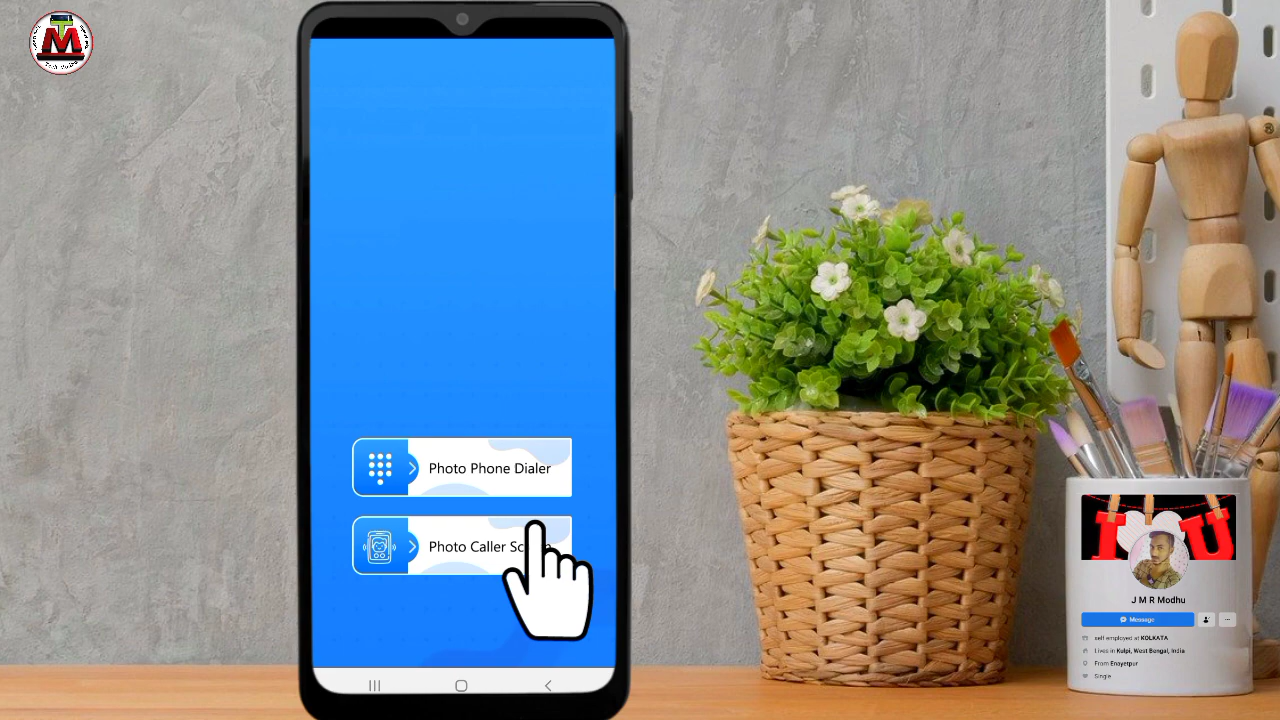 M
Photo Phone Dialer
Photo Caller
I U
J M R Modhu
Message
self employed at KOLKATA
Lives in Kulpi, West Bengal, India
From Enayetpur
Single